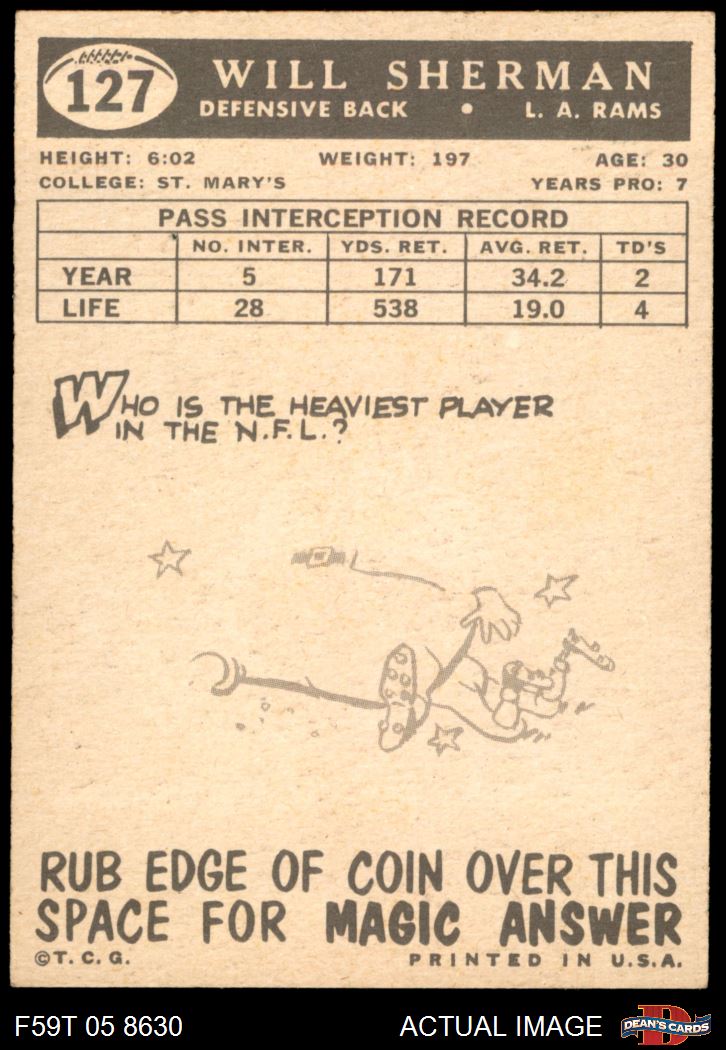 127
WILL SHERMAN
DEFENSIVE BACK • L. A. RAMS
HEIGHT: 6:02 WEIGHT: 197 AGE: 30
COLLEGE: ST. MARY'S YEARS PRO: 7
PASS INTERCEPTION RECORD
NO. INTER. YDS. RET. AVG. RET. TD'S
YEAR 5 171 34.2 2
LIFE 28 538 19.0 4
WHO IS THE HEAVIEST PLAYER
IN THE N.F.L.?
RUB EDGE OF COIN OVER THIS
SPACE FOR MAGIC ANSWER
©T. C. G. PRINTED IN U.S.A.
F59T 05 8630 ACTUAL IMAGE D DEAN'S CARDS